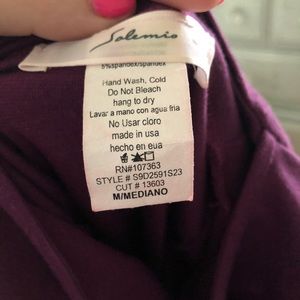 Solemio
5%spandex/spandex
Hand Wash, Cold
Do Not Bleach
hang to dry
Lavar a mano con agua fria
No Usar cloro
made in usa
hecho en eua
RN#107363
STYLE # S9D2591S23
CUT # 13603
M/MEDIANO